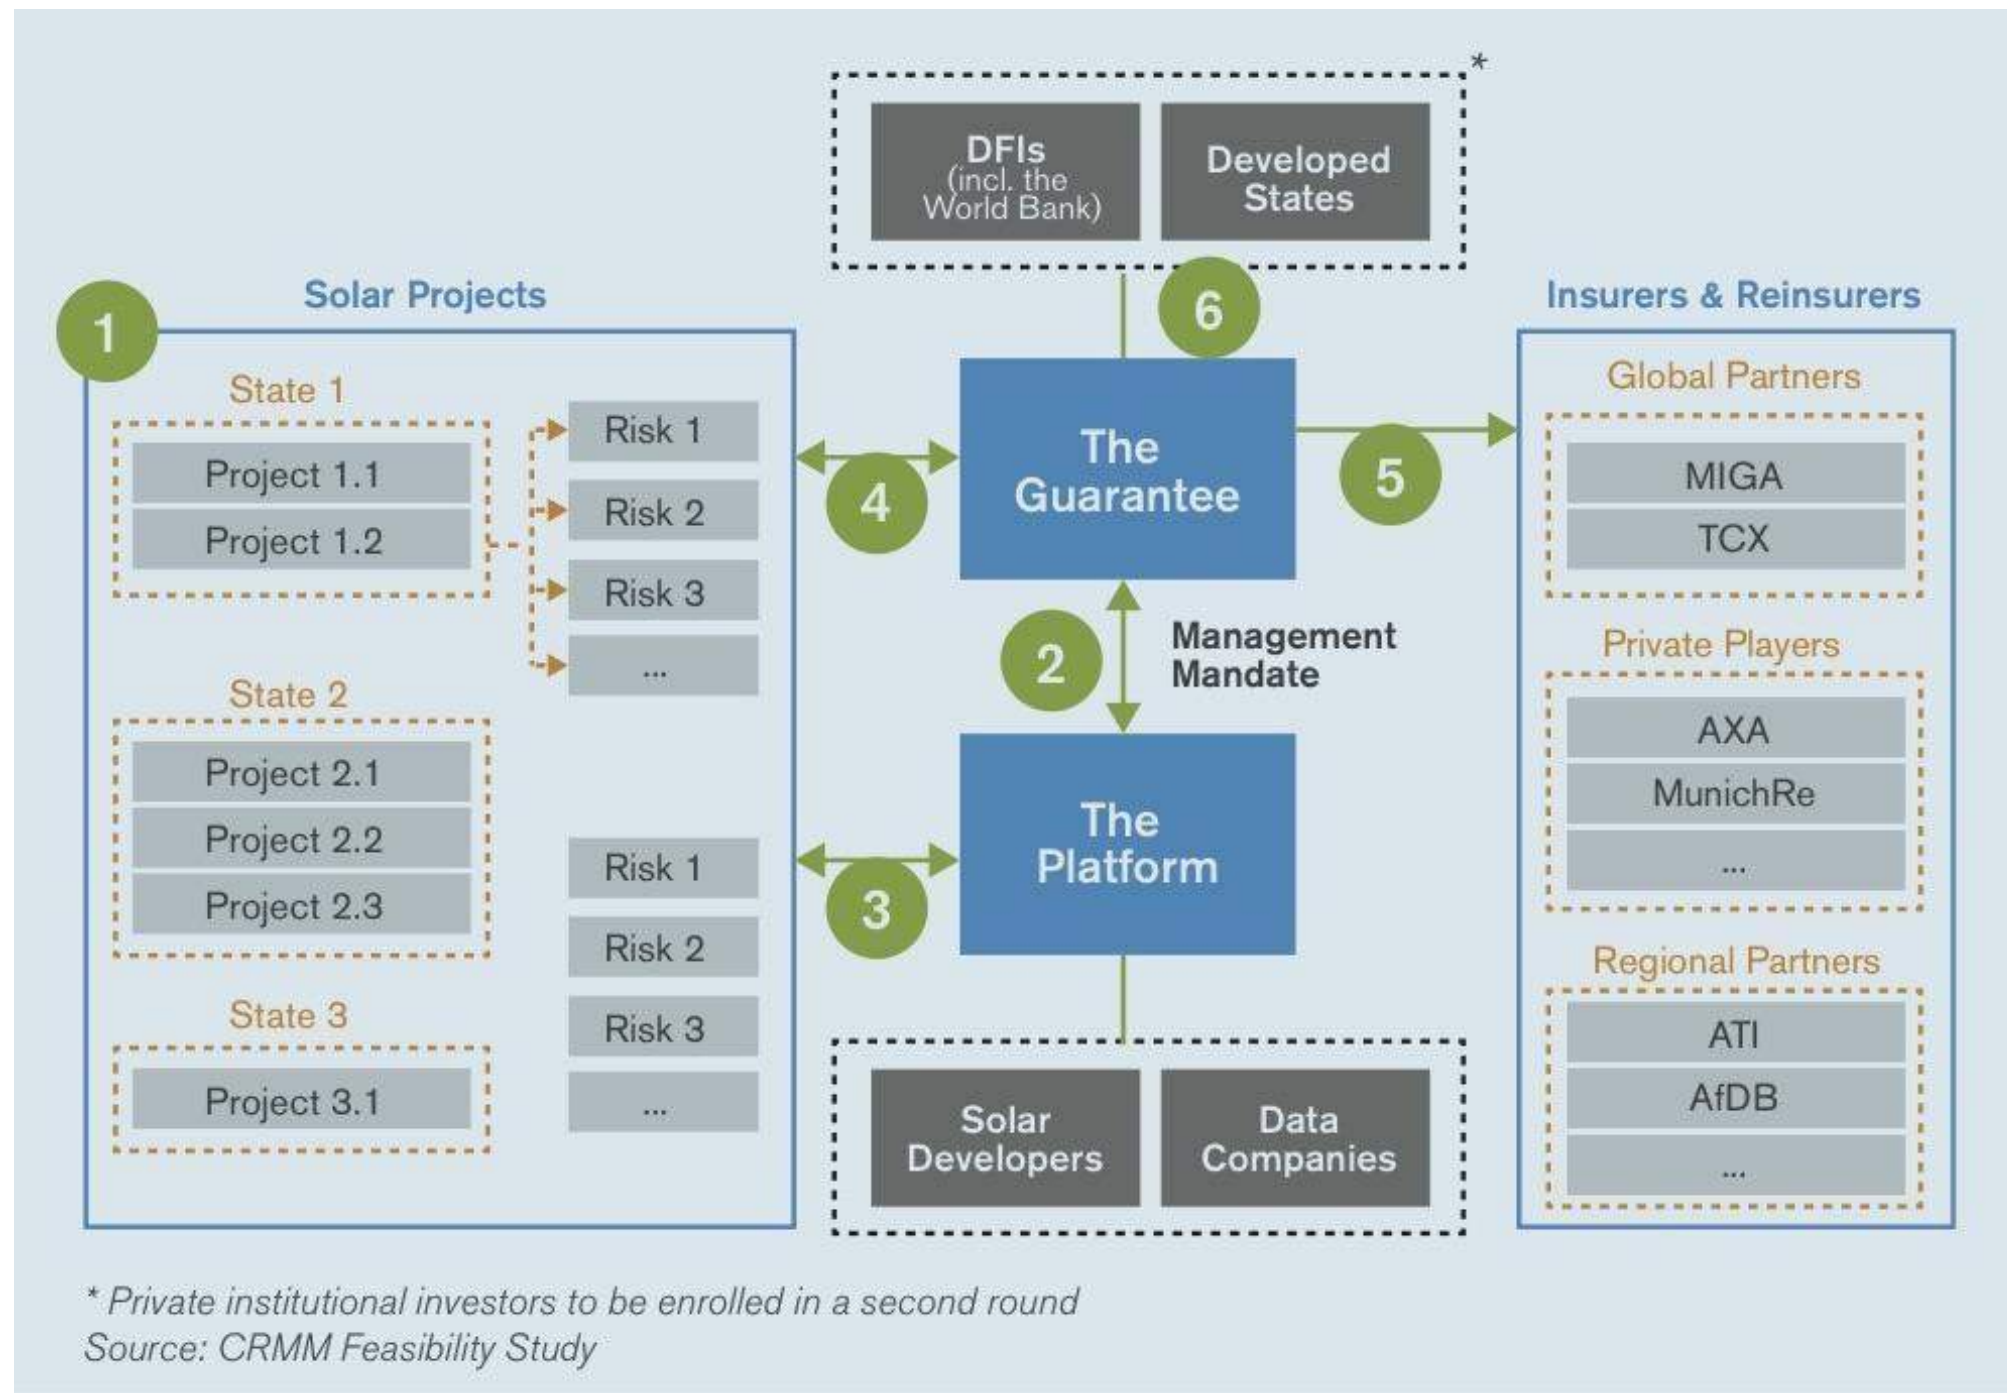 *
DFIs
(incl. the
World Bank)
Developed
States
6
1
Solar Projects
State 1
Project 1.1
Project 1.2
Risk 1
Risk 2
Risk 3
...
State 2
Project 2.1
Project 2.2
Project 2.3
Risk 1
Risk 2
Risk 3
...
State 3
Project 3.1
4
The
Guarantee
5
2
Management
Mandate
3
The
Platform
Solar
Developers
Data
Companies
Insurers & Reinsurers
Global Partners
MIGA
TCX
Private Players
AXA
MunichRe
...
Regional Partners
ATI
AfDB
...
* Private institutional investors to be enrolled in a second round
Source: CRMM Feasibility Study